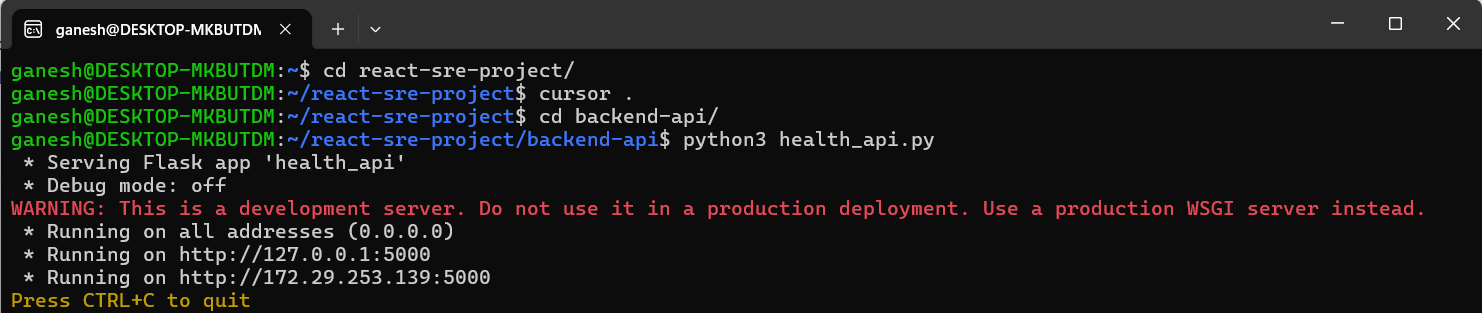 ganesh@DESKTOP-MKBUTDM
ganesh@DESKTOP-MKBUTDM:~$ cd react-sre-project/
ganesh@DESKTOP-MKBUTDM:~/react-sre-project$ cursor .
ganesh@DESKTOP-MKBUTDM:~/react-sre-project$ cd backend-api/
ganesh@DESKTOP-MKBUTDM:~/react-sre-project/backend-api$ python3 health_api.py
 * Serving Flask app 'health_api'
 * Debug mode: off
WARNING: This is a development server. Do not use it in a production deployment. Use a production WSGI server instead.
 * Running on all addresses (0.0.0.0)
 * Running on http://127.0.0.1:5000
 * Running on http://172.29.253.139:5000
Press CTRL+C to quit